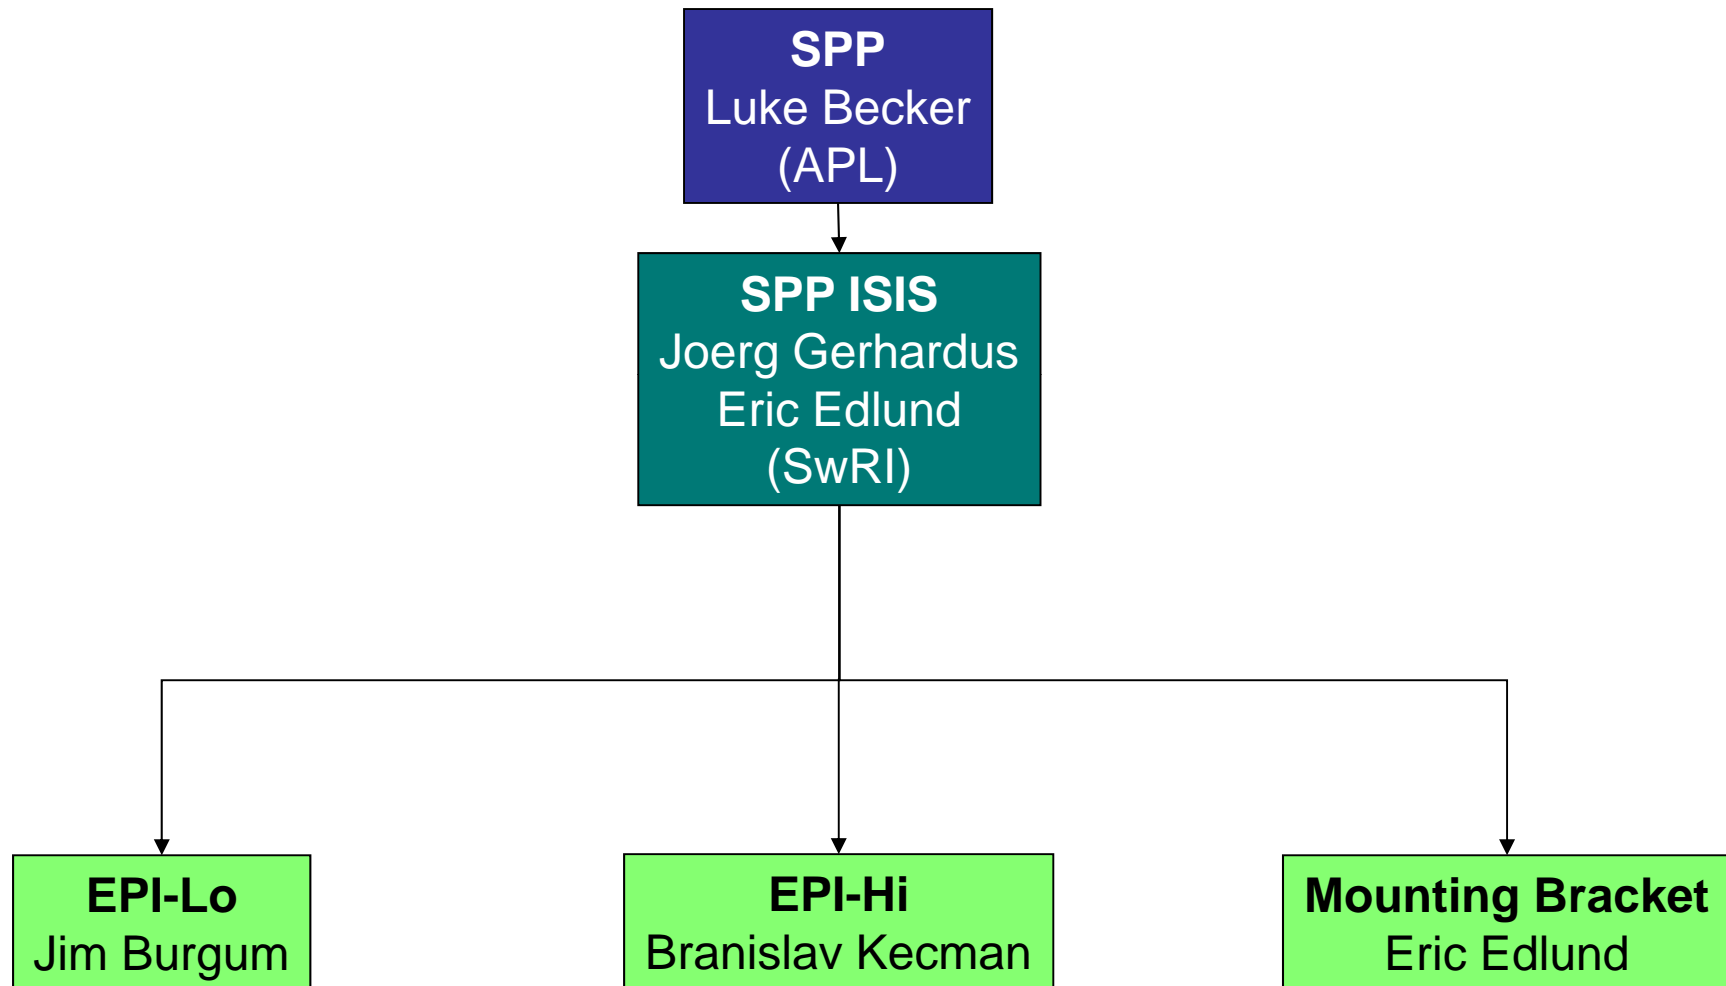 SPP
Luke Becker
(APL)
SPP ISIS
Joerg Gerhardus
Eric Edlund
(SwRI)
EPI-Lo
Jim Burgum
EPI-Hi
Branislav Kecman
Mounting Bracket
Eric Edlund